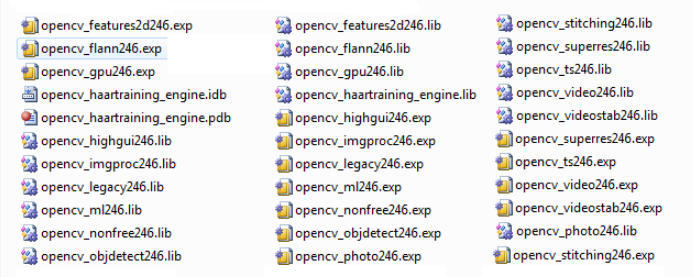 opencv_features2d246.exp
opencv_flann246.exp
opencv_gpu246.exp
opencv_haartraining_engine.idb
opencv_haartraining_engine.pdb
opencv_highgui246.lib
opencv_imgproc246.lib
opencv_legacy246.lib
opencv_ml246.lib
opencv_nonfree246.lib
opencv_objdetect246.lib
opencv_features2d246.lib
opencv_flann246.lib
opencv_gpu246.lib
opencv_haartraining_engine.lib
opencv_highgui246.exp
opencv_imgproc246.exp
opencv_legacy246.exp
opencv_ml246.exp
opencv_nonfree246.exp
opencv_objdetect246.exp
opencv_photo246.exp
opencv_stitching246.lib
opencv_superres246.lib
opencv_ts246.lib
opencv_video246.lib
opencv_videostab246.lib
opencv_superres246.exp
opencv_ts246.exp
opencv_video246.exp
opencv_videostab246.exp
opencv_photo246.lib
opencv_stitching246.exp